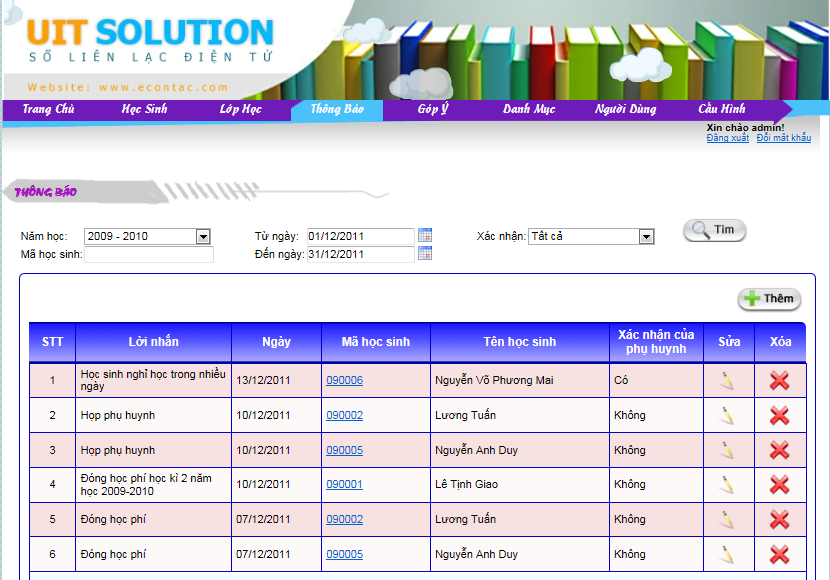 UIT SOLUTION
SỔ LIÊN LẠC ĐIỆN TỬ
Website: www.econtac.com
Trang Chủ Học Sinh Lớp Học Thông Báo Góp Ý Danh Mục Người Dùng Cấu Hình
Xin chào admin!
Đăng xuất Đổi mật khẩu
THÔNG BÁO
Năm học: 2009 - 2010 Từ ngày: 01/12/2011 Xác nhận: Tất cả Tìm
Mã học sinh: Đến ngày: 31/12/2011
Thêm
STT Lời nhắn Ngày Mã học sinh Tên học sinh Xác nhận của phụ huynh Sửa Xóa
1 Học sinh nghỉ học trong nhiều ngày 13/12/2011 090006 Nguyễn Võ Phương Mai Có
2 Họp phụ huynh 10/12/2011 090002 Lương Tuấn Không
3 Họp phụ huynh 10/12/2011 090005 Nguyễn Anh Duy Không
4 Đóng học phí học kì 2 năm học 2009-2010 10/12/2011 090001 Lê Tịnh Giao Không
5 Đóng học phí 07/12/2011 090002 Lương Tuấn Không
6 Đóng học phí 07/12/2011 090005 Nguyễn Anh Duy Không